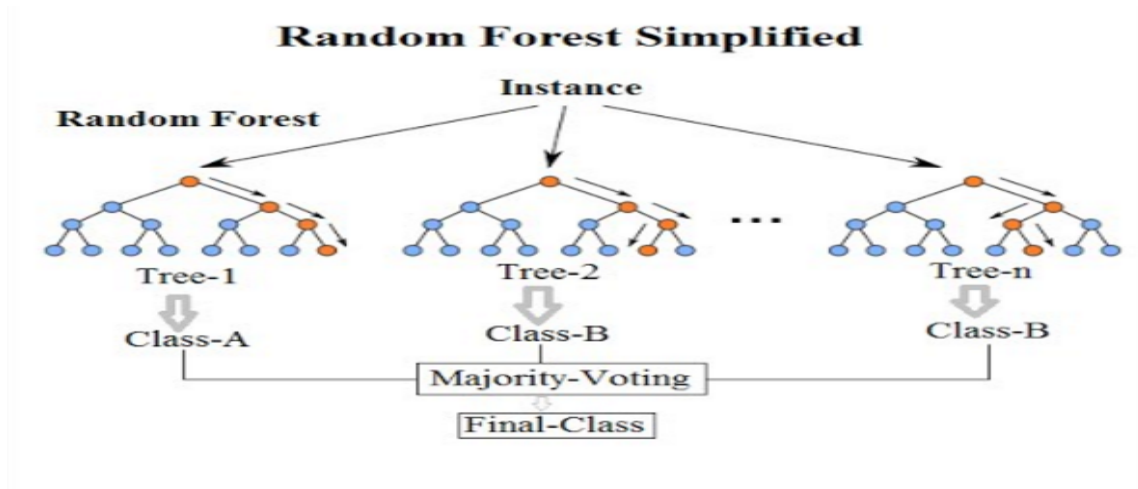 Random Forest Simplified
Instance
Random Forest
...
Tree-1
Tree-2
Tree-n
Class-A
Class-B
Class-B
Majority-Voting
Final-Class